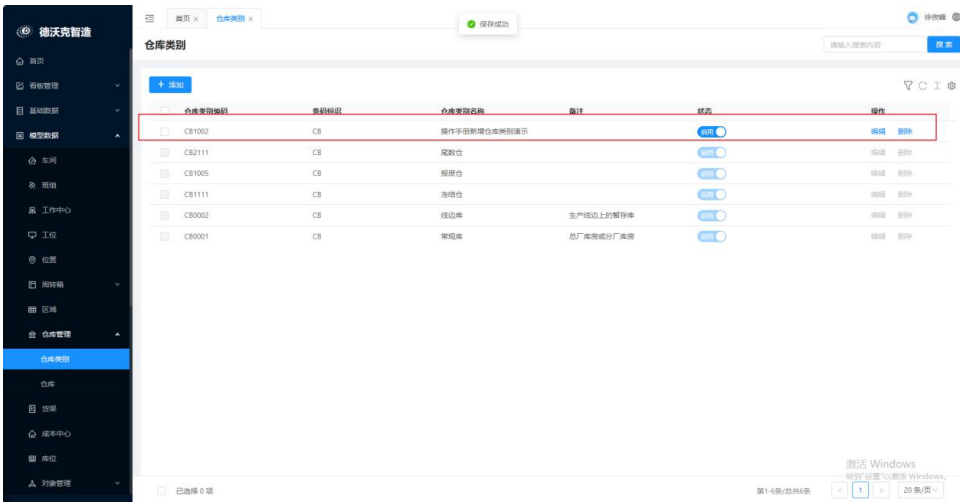 德沃克智造
首页 × 仓库类别 ×
保存成功
徐俊峰
仓库类别
请输入搜索内容 搜 索
首页
看板管理
基础数据
模型数据
车间
班组
工作中心
工位
位置
周转箱
区域
仓库管理
仓库类别
仓库
货架
成本中心
库位
对象管理
+ 添加
仓库类别编码 条码标识 仓库类别名称 备注 状态 操作
CB1002 CB 操作手册新增仓库类别演示 启用 编辑 删除
CB2111 CB 尾数仓 启用 编辑 删除
CB1005 CB 报废仓 启用 编辑 删除
CB1111 CB 冻结仓 启用 编辑 删除
CB0002 CB 线边库 生产线边上的暂存库 启用 编辑 删除
CB0001 CB 常规库 总厂库房或分厂库房 启用 编辑 删除
激活 Windows
转到"设置"以激活 Windows。
已选择 0 项
第1-6条/总共6条 < 1 > 20 条/页